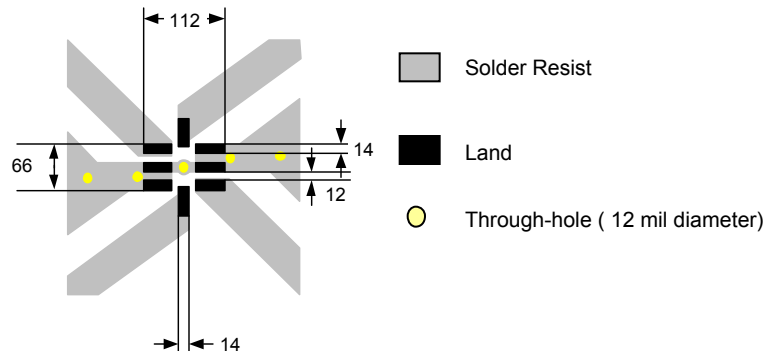 112
Solder Resist
14
Land
66
12
Through-hole ( 12 mil diameter)
14